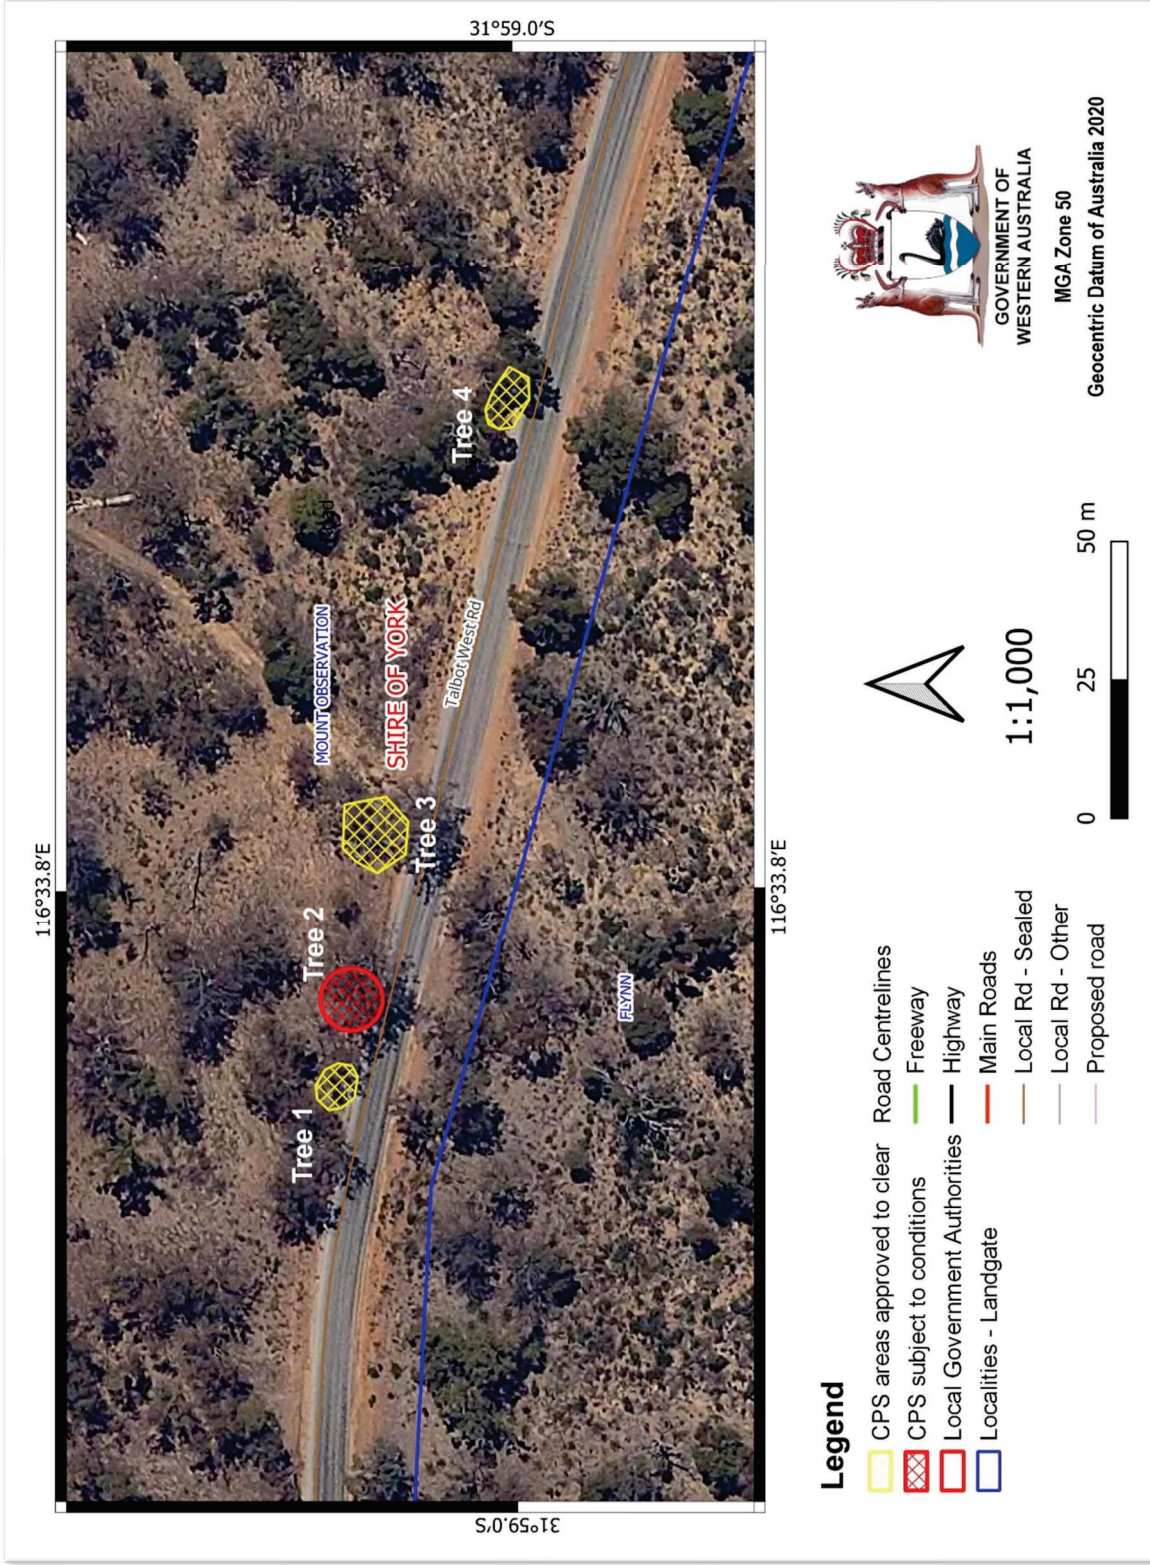 31°59.0′S
31°59.0′S
116°33.8′E
116°33.8′E
Tree 1
Tree 2
Tree 3
Tree 4
MOUNT OBSERVATION
SHIRE OF YORK
Talbot West Rd
FLYNN
Legend
CPS areas approved to clear
CPS subject to conditions
Local Government Authorities
Localities - Landgate
Road Centrelines
Freeway
Highway
Main Roads
Local Rd - Sealed
Local Rd - Other
Proposed road
1:1,000
0 25 50 m
GOVERNMENT OF
WESTERN AUSTRALIA
MGA Zone 50
Geocentric Datum of Australia 2020